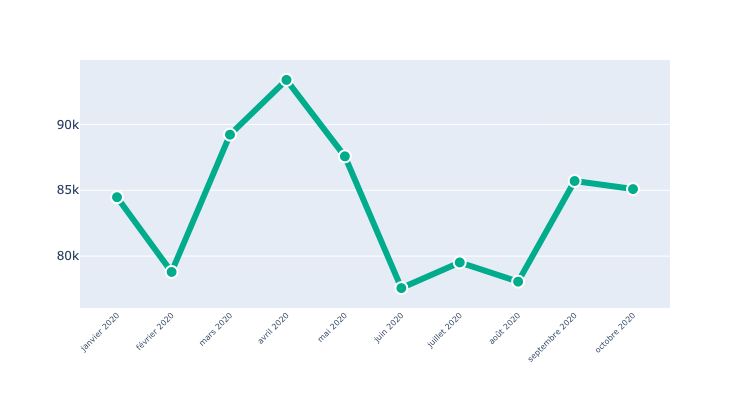 90k
85k
80k
janvier 2020
février 2020
mars 2020
avril 2020
mai 2020
juin 2020
juillet 2020
août 2020
septembre 2020
octobre 2020